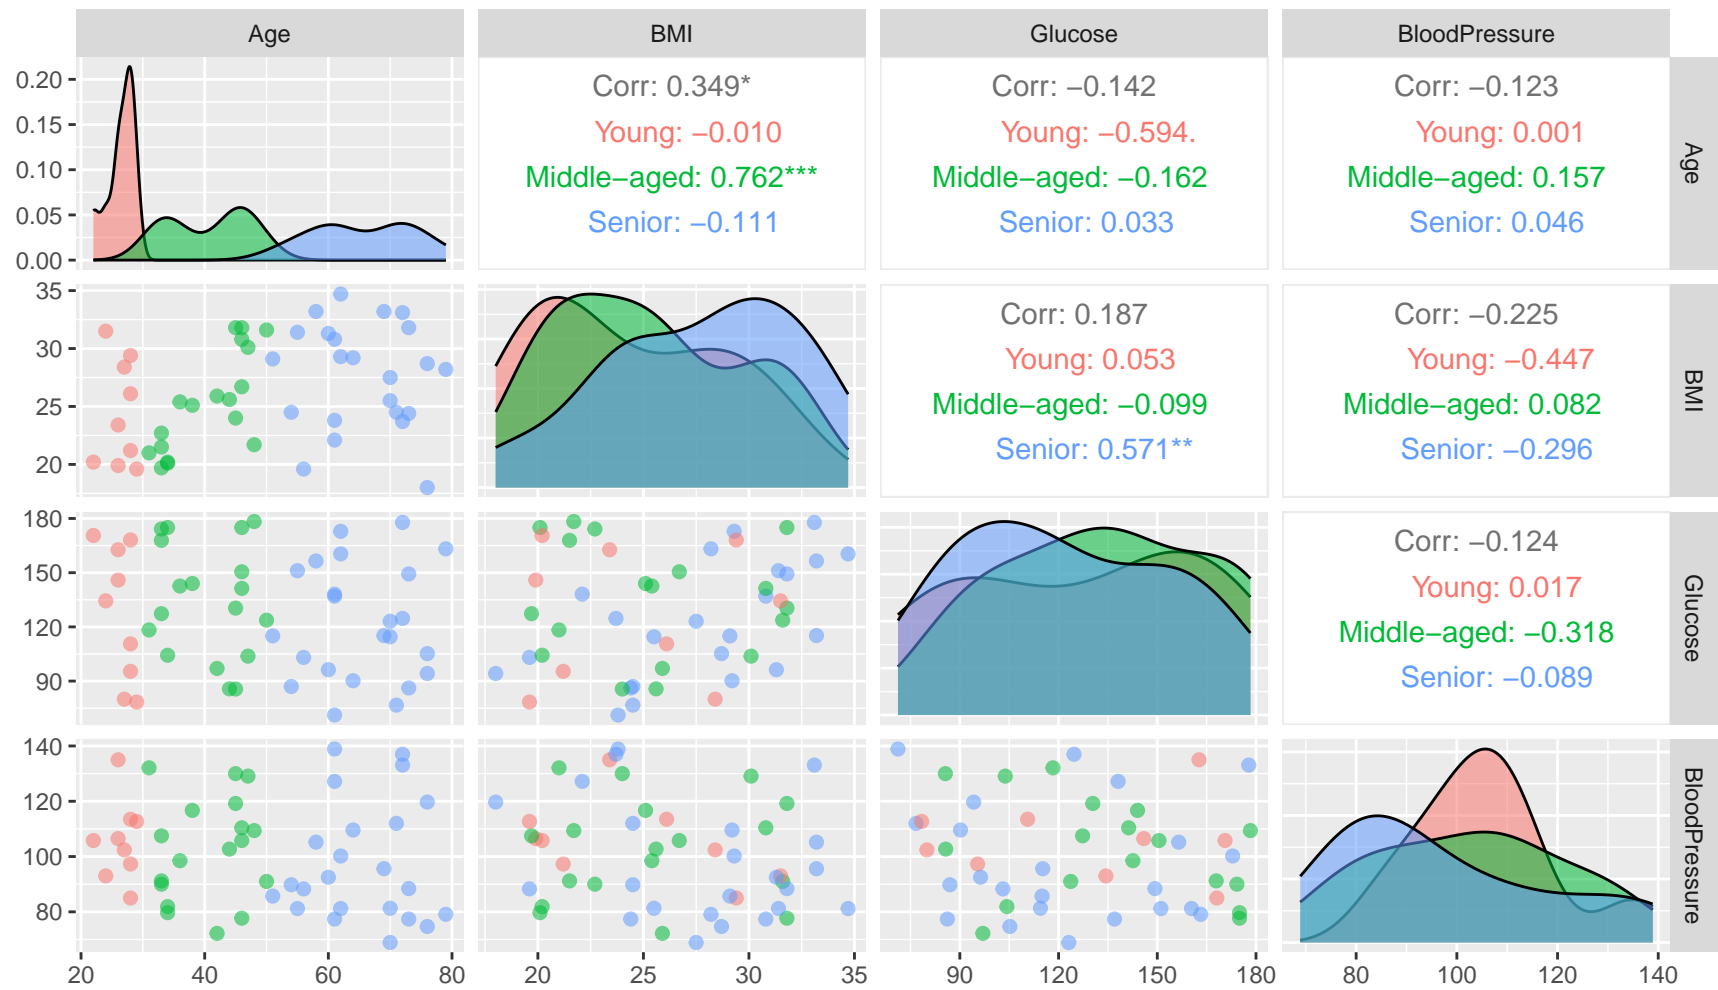 Age
BMI
Glucose
BloodPressure
0.20
0.15
0.10
0.05
0.00
Corr: 0.349*
Young: −0.010
Middle−aged: 0.762***
Senior: −0.111
Corr: −0.142
Young: −0.594.
Middle−aged: −0.162
Senior: 0.033
Corr: −0.123
Young: 0.001
Middle−aged: 0.157
Senior: 0.046
Age
35
30
25
20
Corr: 0.187
Young: 0.053
Middle−aged: −0.099
Senior: 0.571**
Corr: −0.225
Young: −0.447
Middle−aged: 0.082
Senior: −0.296
BMI
180
150
120
90
Corr: −0.124
Young: 0.017
Middle−aged: −0.318
Senior: −0.089
Glucose
140
120
100
80
BloodPressure
20 40 60 80
20 25 30 35
90 120 150 180
80 100 120 140